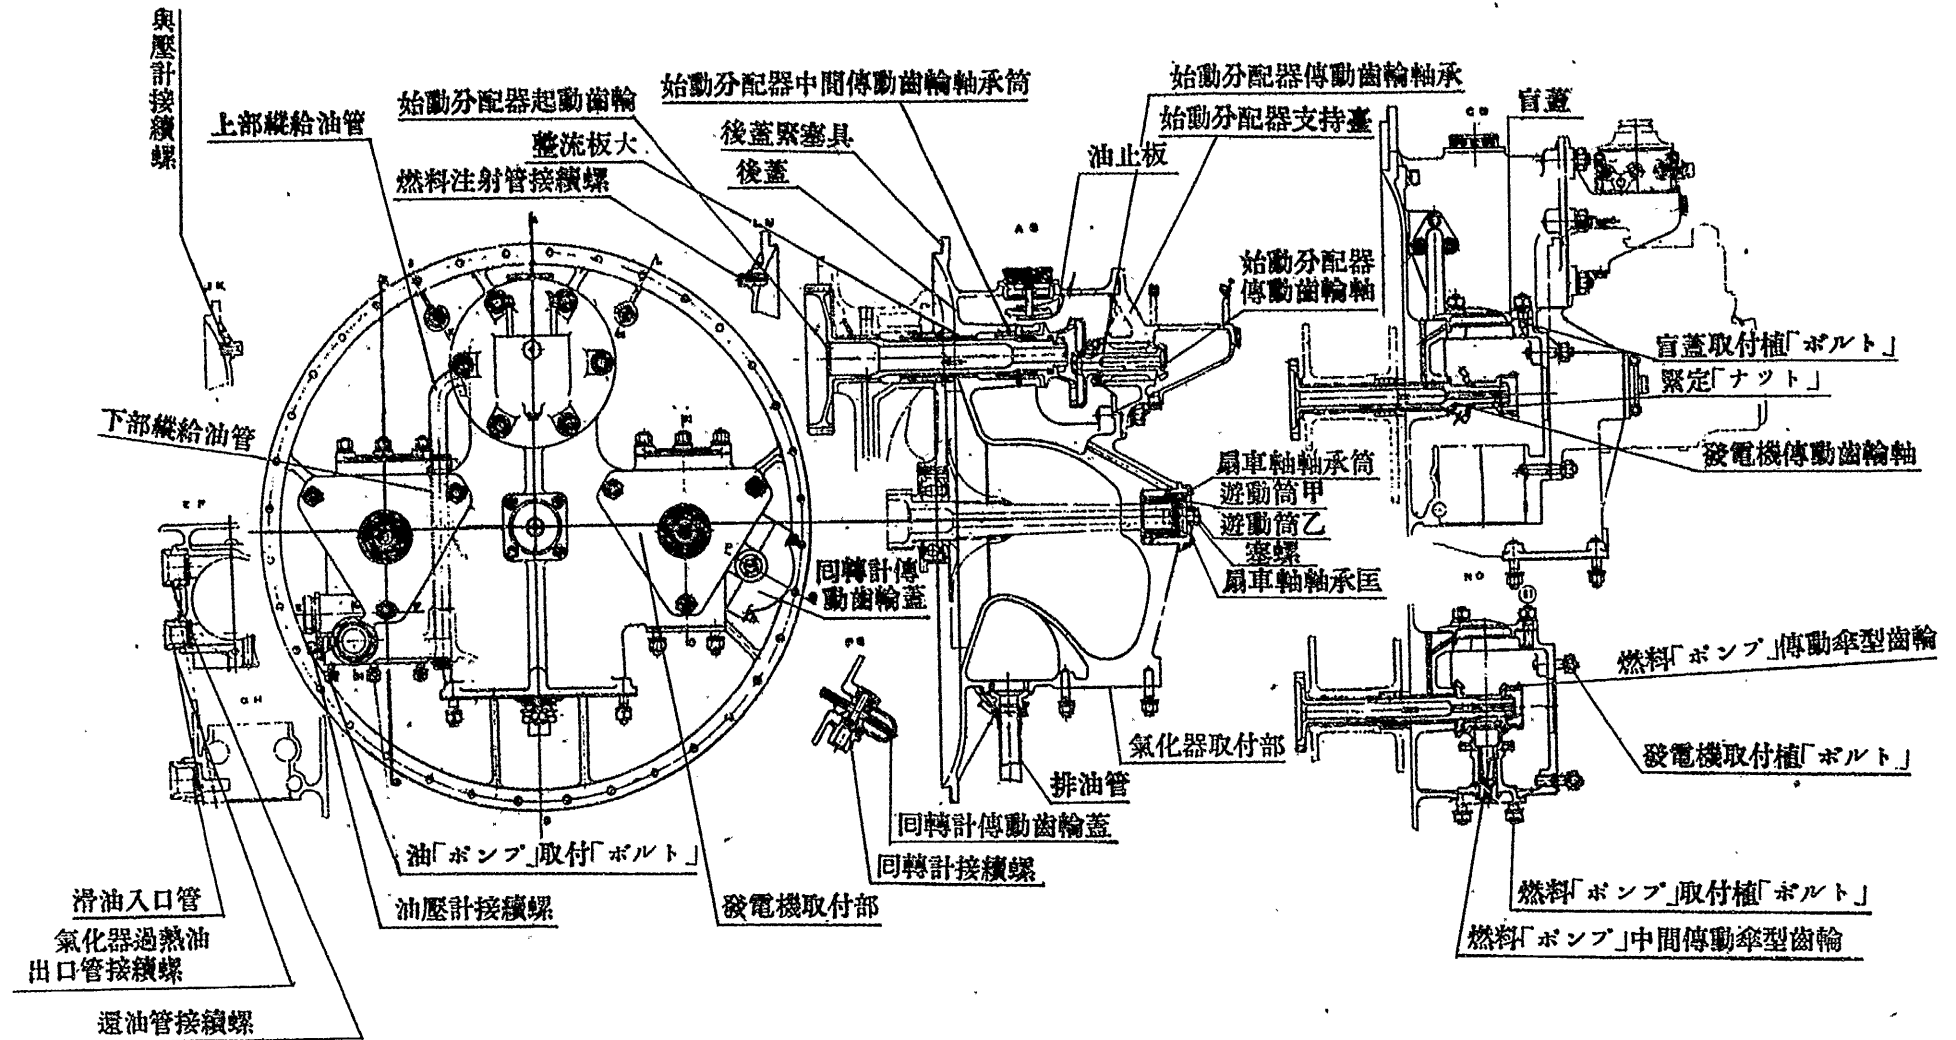 與壓計接續螺
上部縱給油管
始動分配器起動齒輪
整流板大
燃料注射管接續螺
始動分配器中間傳動齒輪軸承筒
後蓋緊塞具
後蓋
油止板
始動分配器傳動齒輪軸承
始動分配器支持臺
盲蓋
始動分配器
傳動齒輪軸
盲蓋取付植「ボルト」
緊定「ナット」
發電機傳動齒輪軸
下部縱給油管
扇車軸軸承筒
遊動筒甲
遊動筒乙
塞螺
扇車軸軸承匡
回轉計傳
動齒輪蓋
燃料「ポンプ」傳動傘型齒輪
發電機取付植「ボルト」
氣化器取付部
排油管
回轉計傳動齒輪蓋
回轉計接續螺
油「ポンプ」取付「ボルト」
油壓計接續螺
發電機取付部
燃料「ポンプ」取付植「ボルト」
燃料「ポンプ」中間傳動傘型齒輪
滑油入口管
氣化器過熱油
出口管接續螺
還油管接續螺